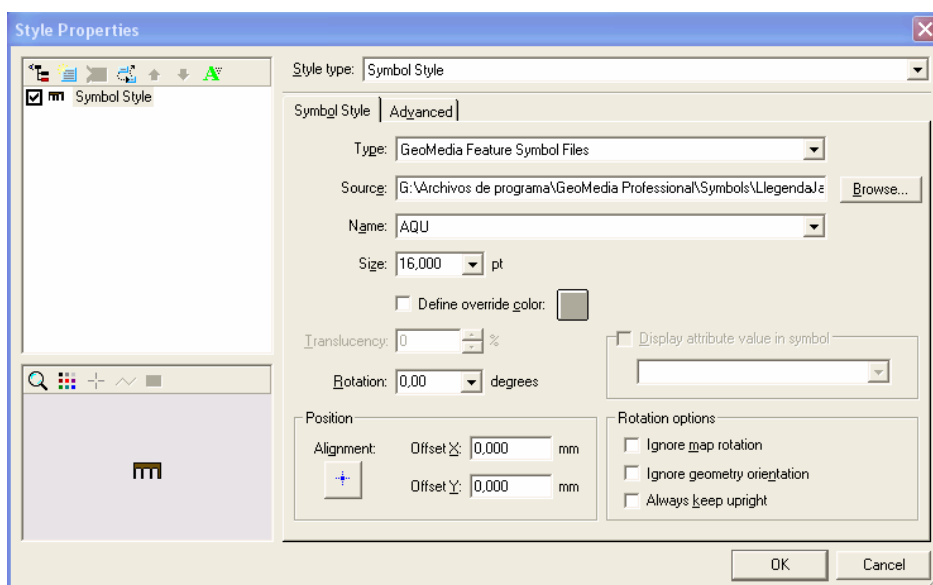 Style Properties
Style type: Symbol Style
Symbol Style
Symbol Style Advanced
Type: GeoMedia Feature Symbol Files
Source: G:\Archivos de programa\GeoMedia Professional\Symbols\LlegendaJa Browse...
Name: AQU
Size: 16,000 pt
Define override color:
Translucency: 0 %
Display attribute value in symbol
Rotation: 0,00 degrees
Position
Rotation options
Alignment: Offset X: 0,000 mm
Ignore map rotation
Ignore geometry orientation
Offset Y: 0,000 mm
Always keep upright
OK Cancel